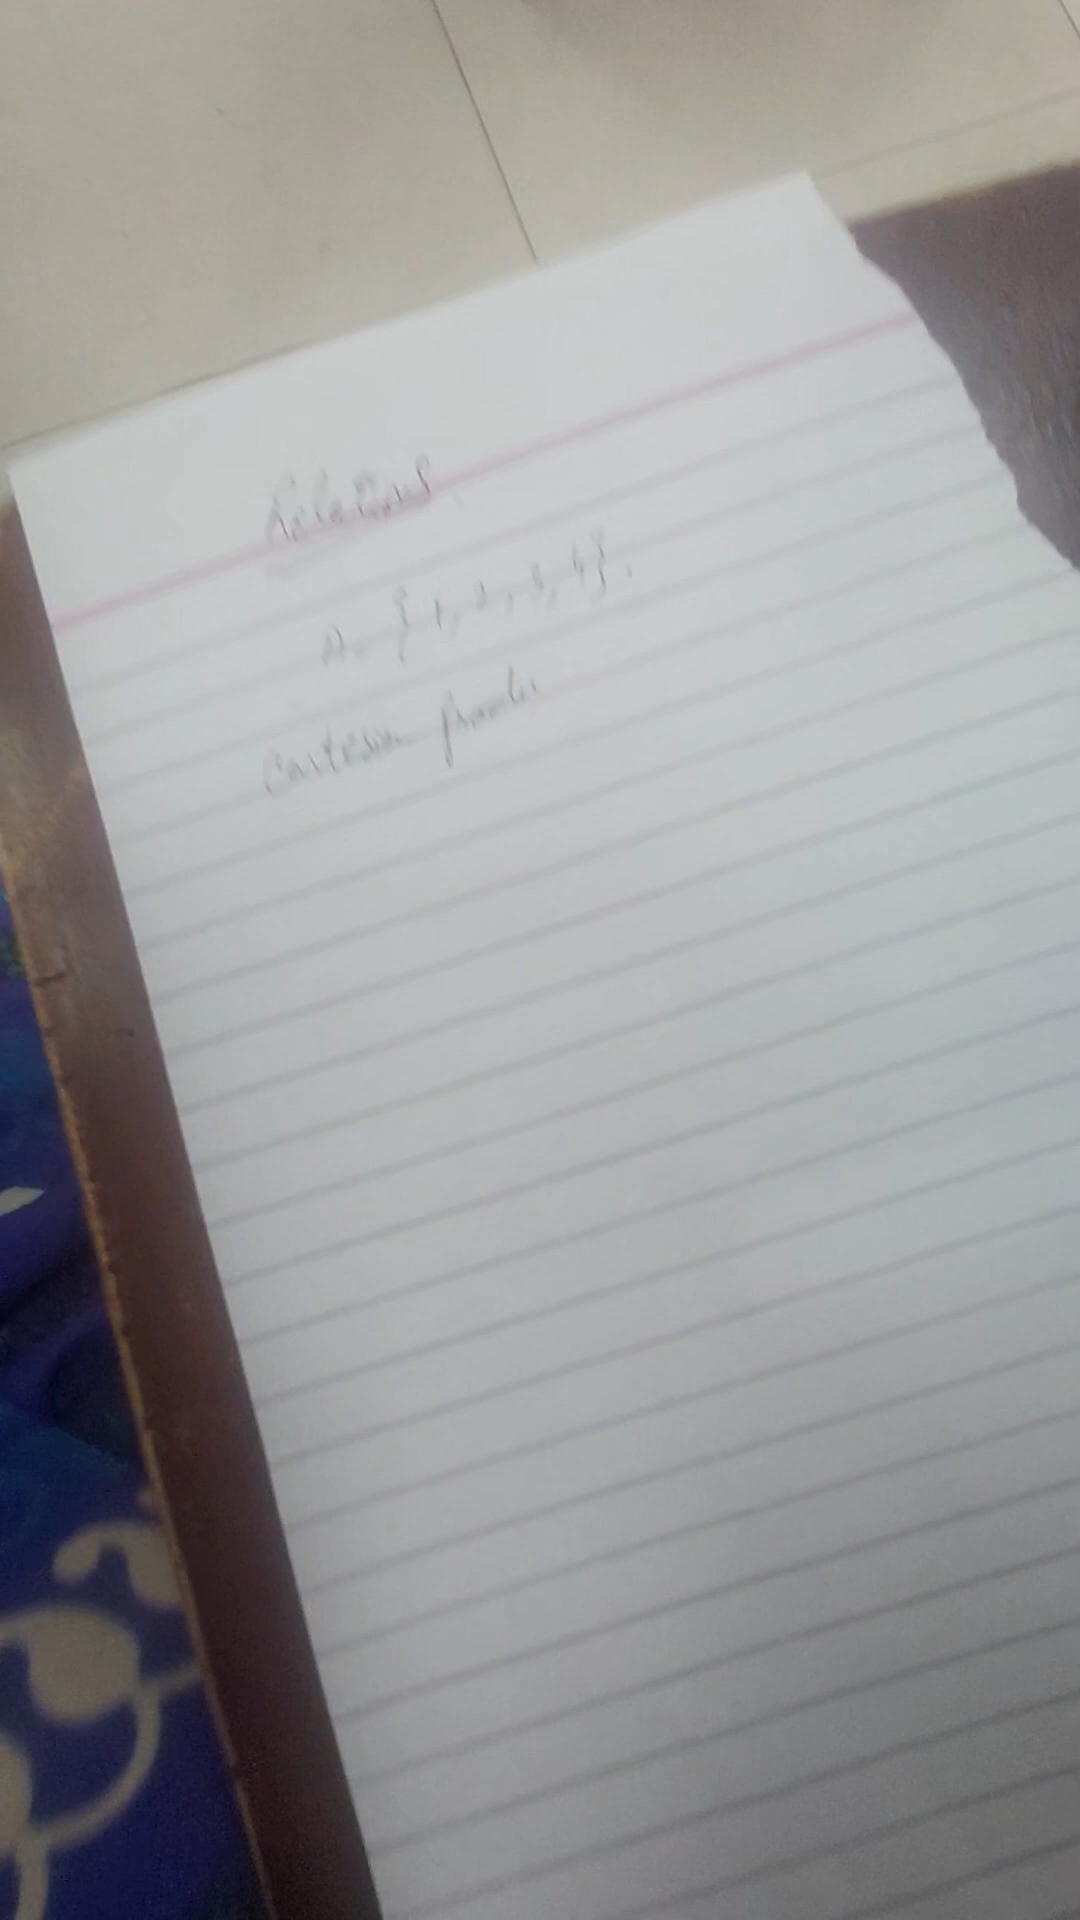 Relations
A = { 1, 2, 3, 4 } .
cartesian